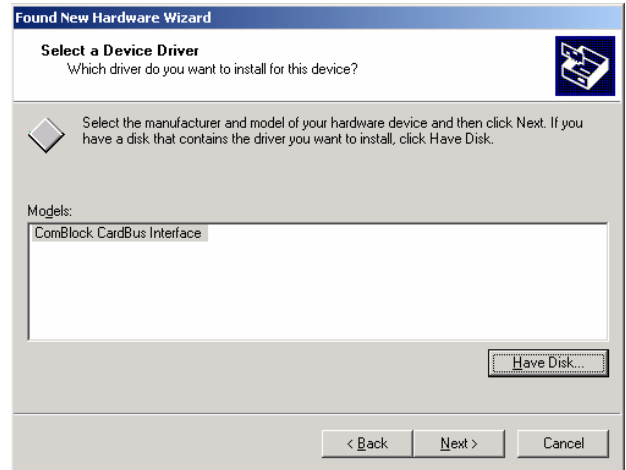 Found New Hardware Wizard
Select a Device Driver
Which driver do you want to install for this device?
Select the manufacturer and model of your hardware device and then click Next. If you
have a disk that contains the driver you want to install, click Have Disk.
Models:
ComBlock CardBus Interface
Have Disk...
< Back
Next >
Cancel